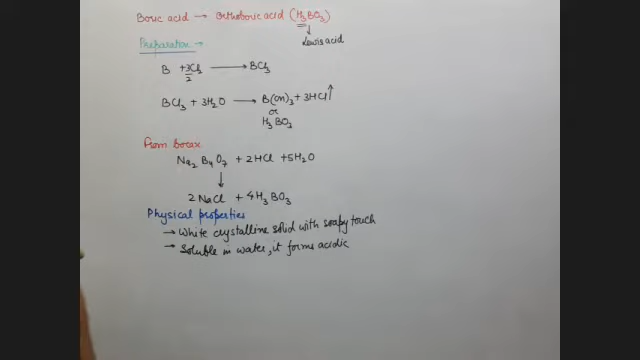 Boric acid → Orthoboric acid (H₃BO₃)
↓
Lewis acid
Preparation →
B + 3/2 Cl₂ → BCl₃
BCl₃ + 3H₂O → B(OH)₃ + 3HCl↑
or
H₃BO₃
From Borax
Na₂B₄O₇ + 2HCl + 5H₂O
↓
2NaCl + 4H₃BO₃
Physical properties
→ White crystalline solid with soapy touch
→ Soluble in water, it forms acidic